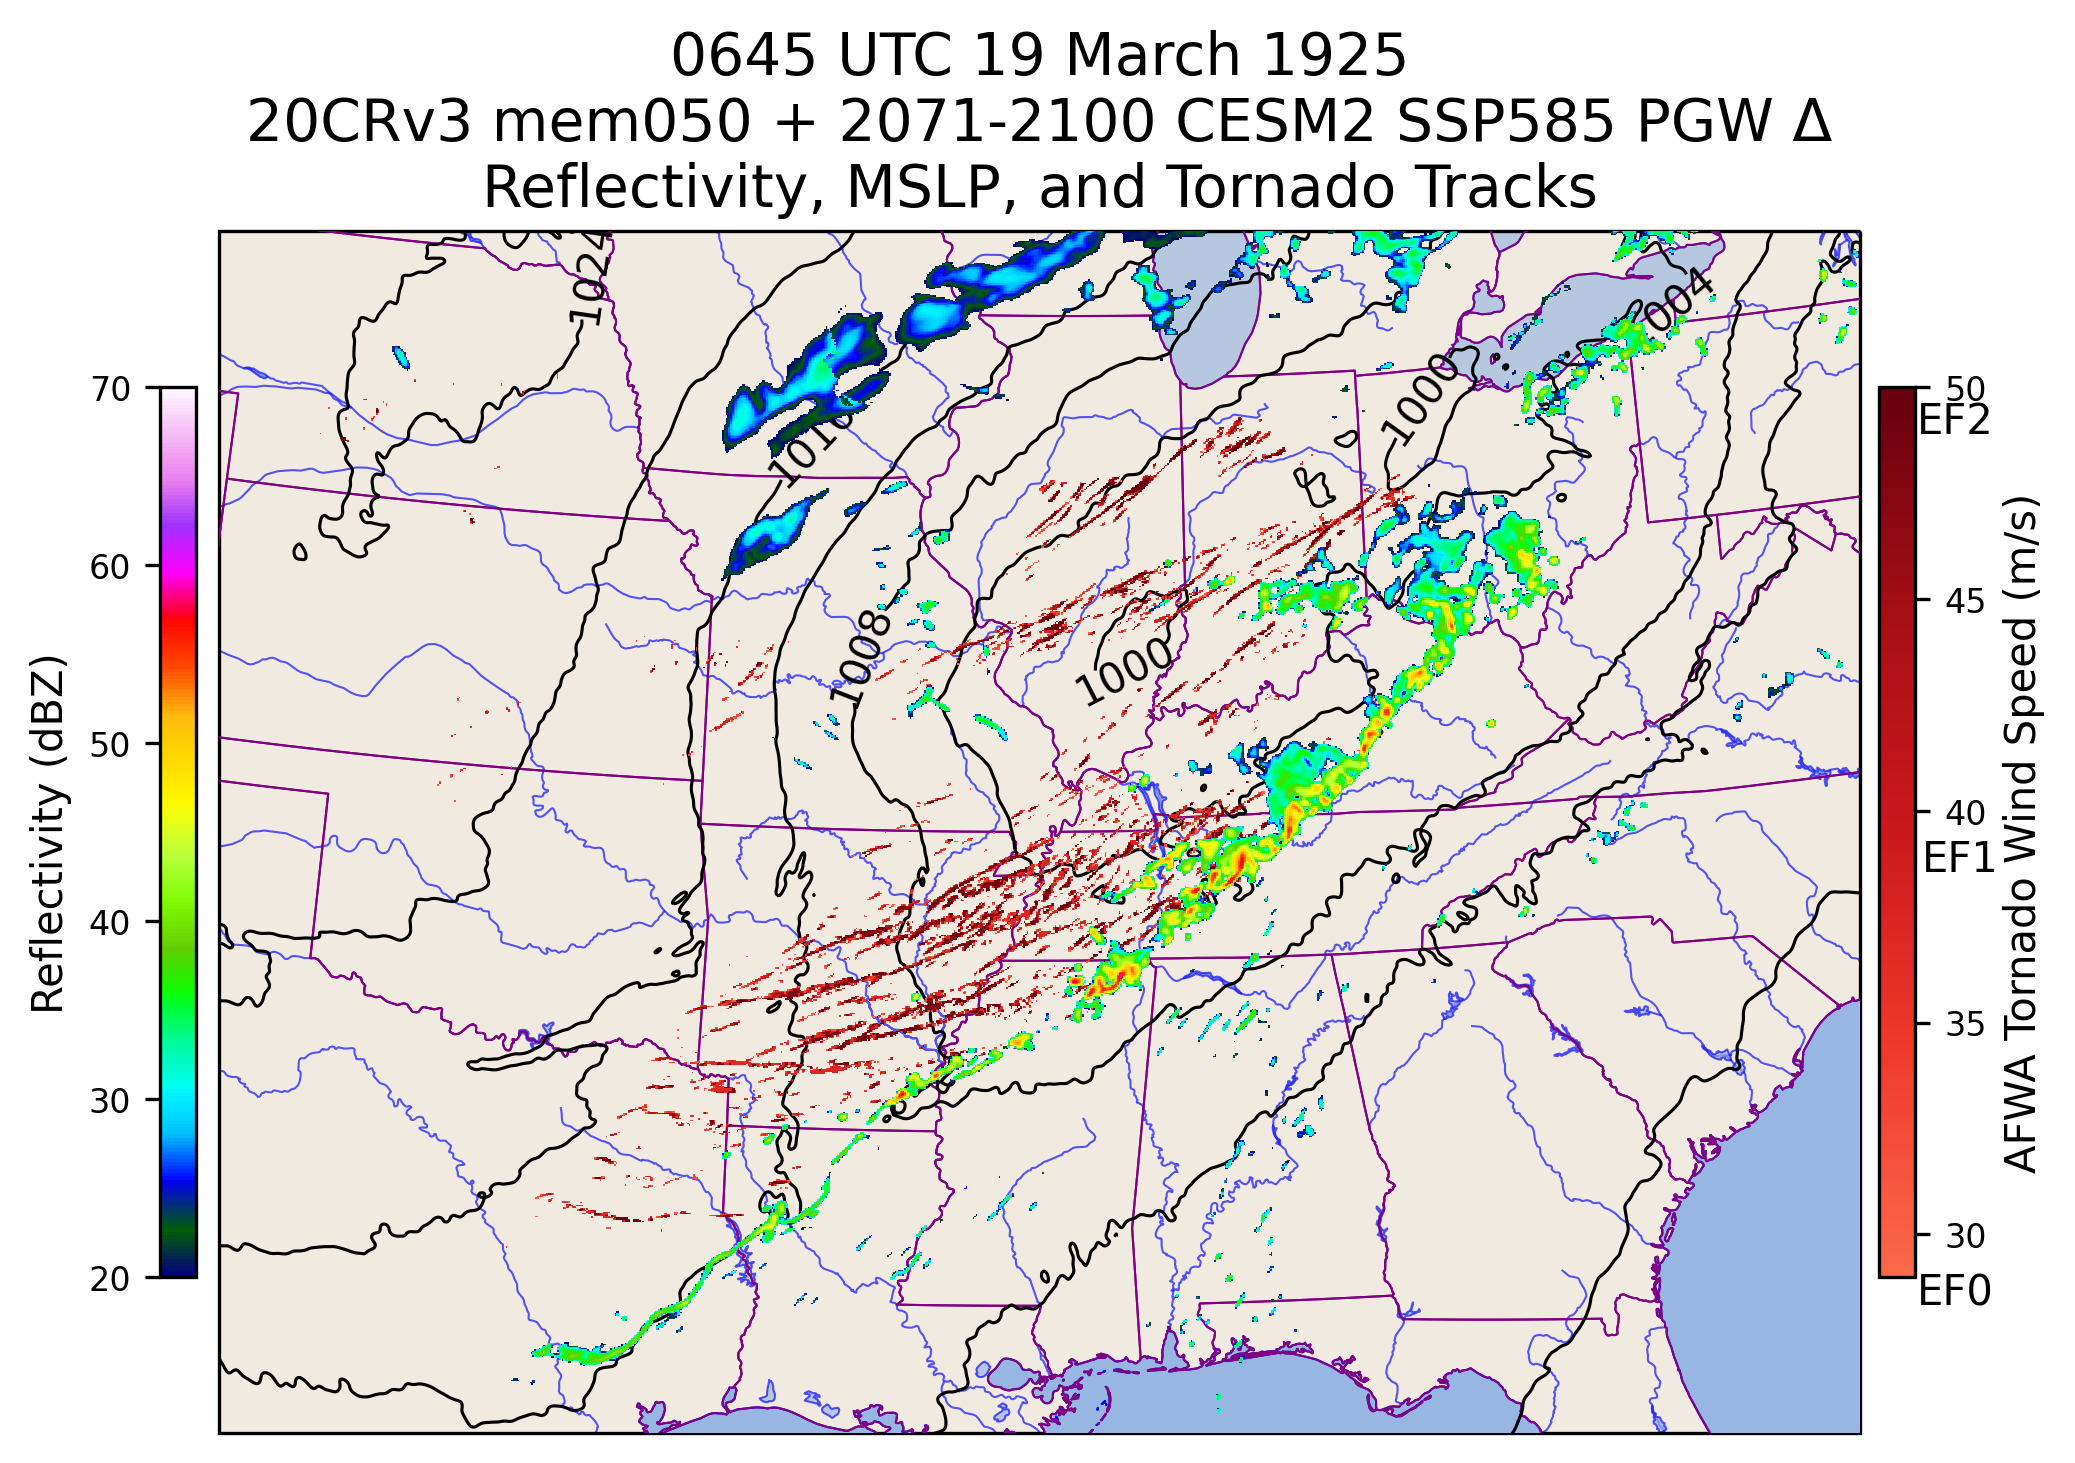 0645 UTC 19 March 1925
20CRv3 mem050 + 2071-2100 CESM2 SSP585 PGW Δ
Reflectivity, MSLP, and Tornado Tracks
1024
004
1000
1016
1008
1000
70
60
50
40
30
20
Reflectivity (dBZ)
50
EF2
45
40
EF1
35
30
EF0
AFWA Tornado Wind Speed (m/s)